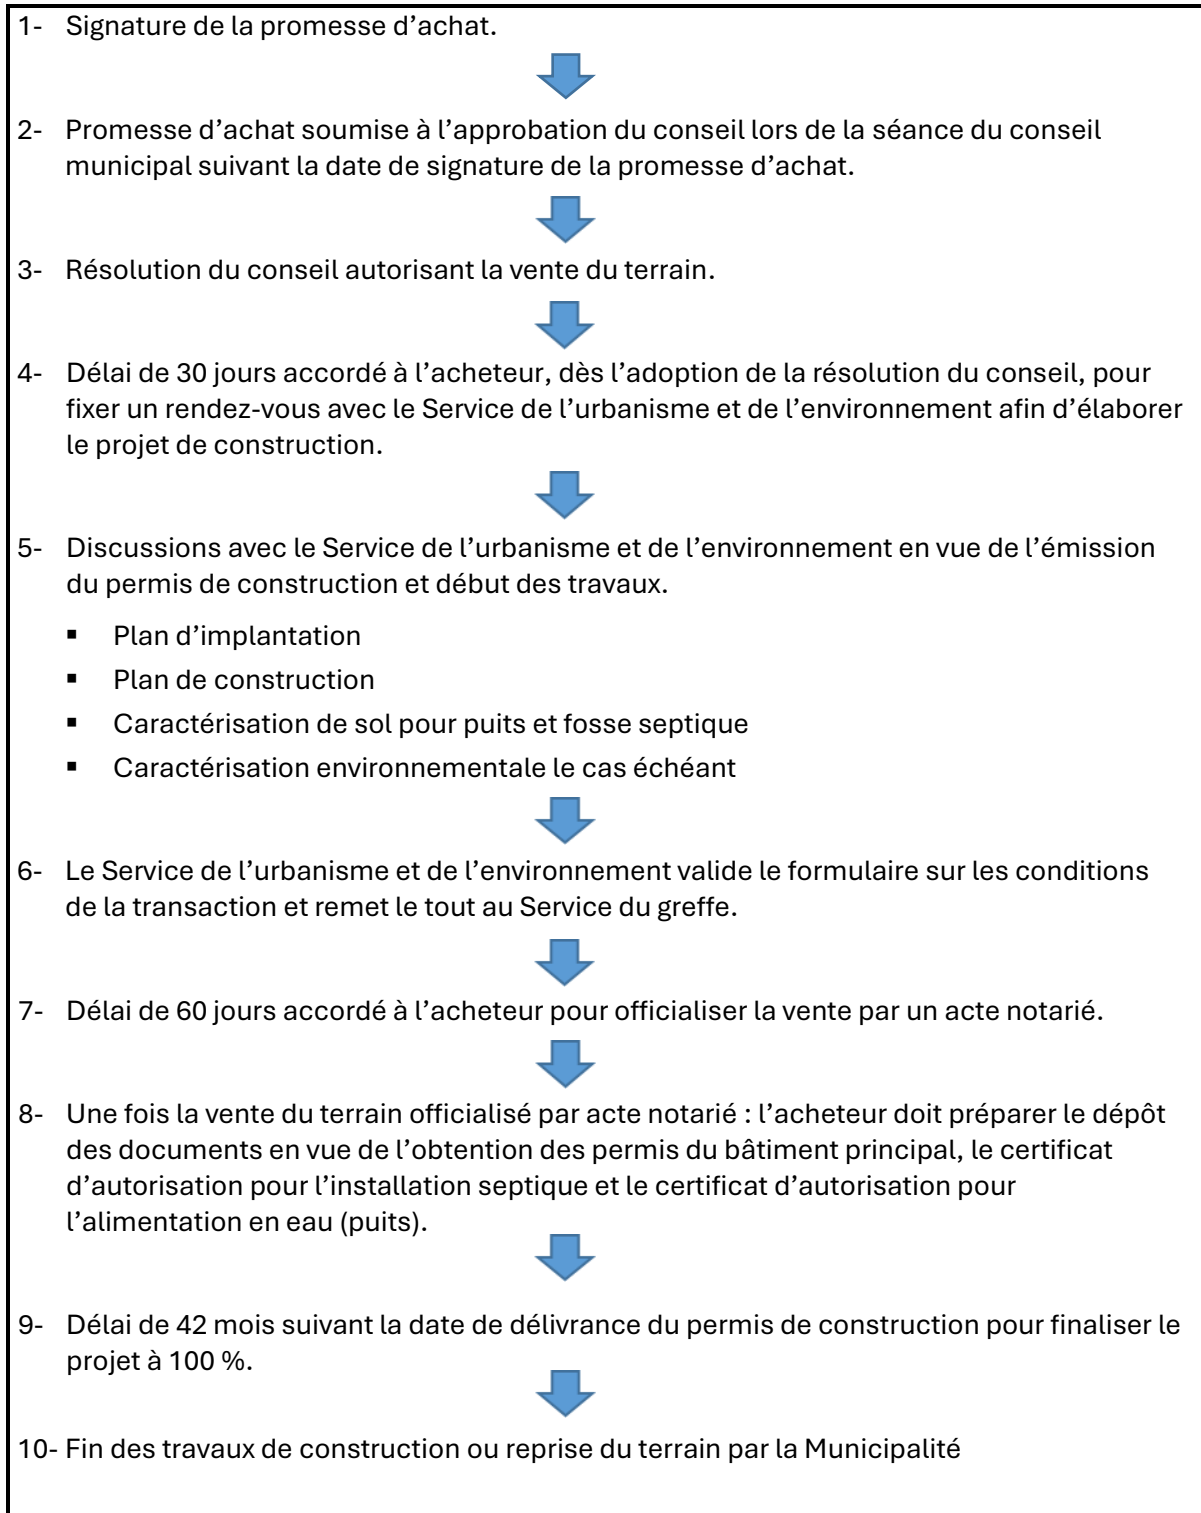 1- Signature de la promesse d’achat.
2- Promesse d’achat soumise à l’approbation du conseil lors de la séance du conseil
municipal suivant la date de signature de la promesse d’achat.
3- Résolution du conseil autorisant la vente du terrain.
4- Délai de 30 jours accordé à l’acheteur, dès l’adoption de la résolution du conseil, pour
fixer un rendez-vous avec le Service de l’urbanisme et de l’environnement afin d’élaborer
le projet de construction.
5- Discussions avec le Service de l’urbanisme et de l’environnement en vue de l’émission
du permis de construction et début des travaux.
▪ Plan d’implantation
▪ Plan de construction
▪ Caractérisation de sol pour puits et fosse septique
▪ Caractérisation environnementale le cas échéant
6- Le Service de l’urbanisme et de l’environnement valide le formulaire sur les conditions
de la transaction et remet le tout au Service du greffe.
7- Délai de 60 jours accordé à l’acheteur pour officialiser la vente par un acte notarié.
8- Une fois la vente du terrain officialisé par acte notarié : l’acheteur doit préparer le dépôt
des documents en vue de l’obtention des permis du bâtiment principal, le certificat
d’autorisation pour l’installation septique et le certificat d’autorisation pour
l’alimentation en eau (puits).
9- Délai de 42 mois suivant la date de délivrance du permis de construction pour finaliser le
projet à 100 %.
10- Fin des travaux de construction ou reprise du terrain par la Municipalité